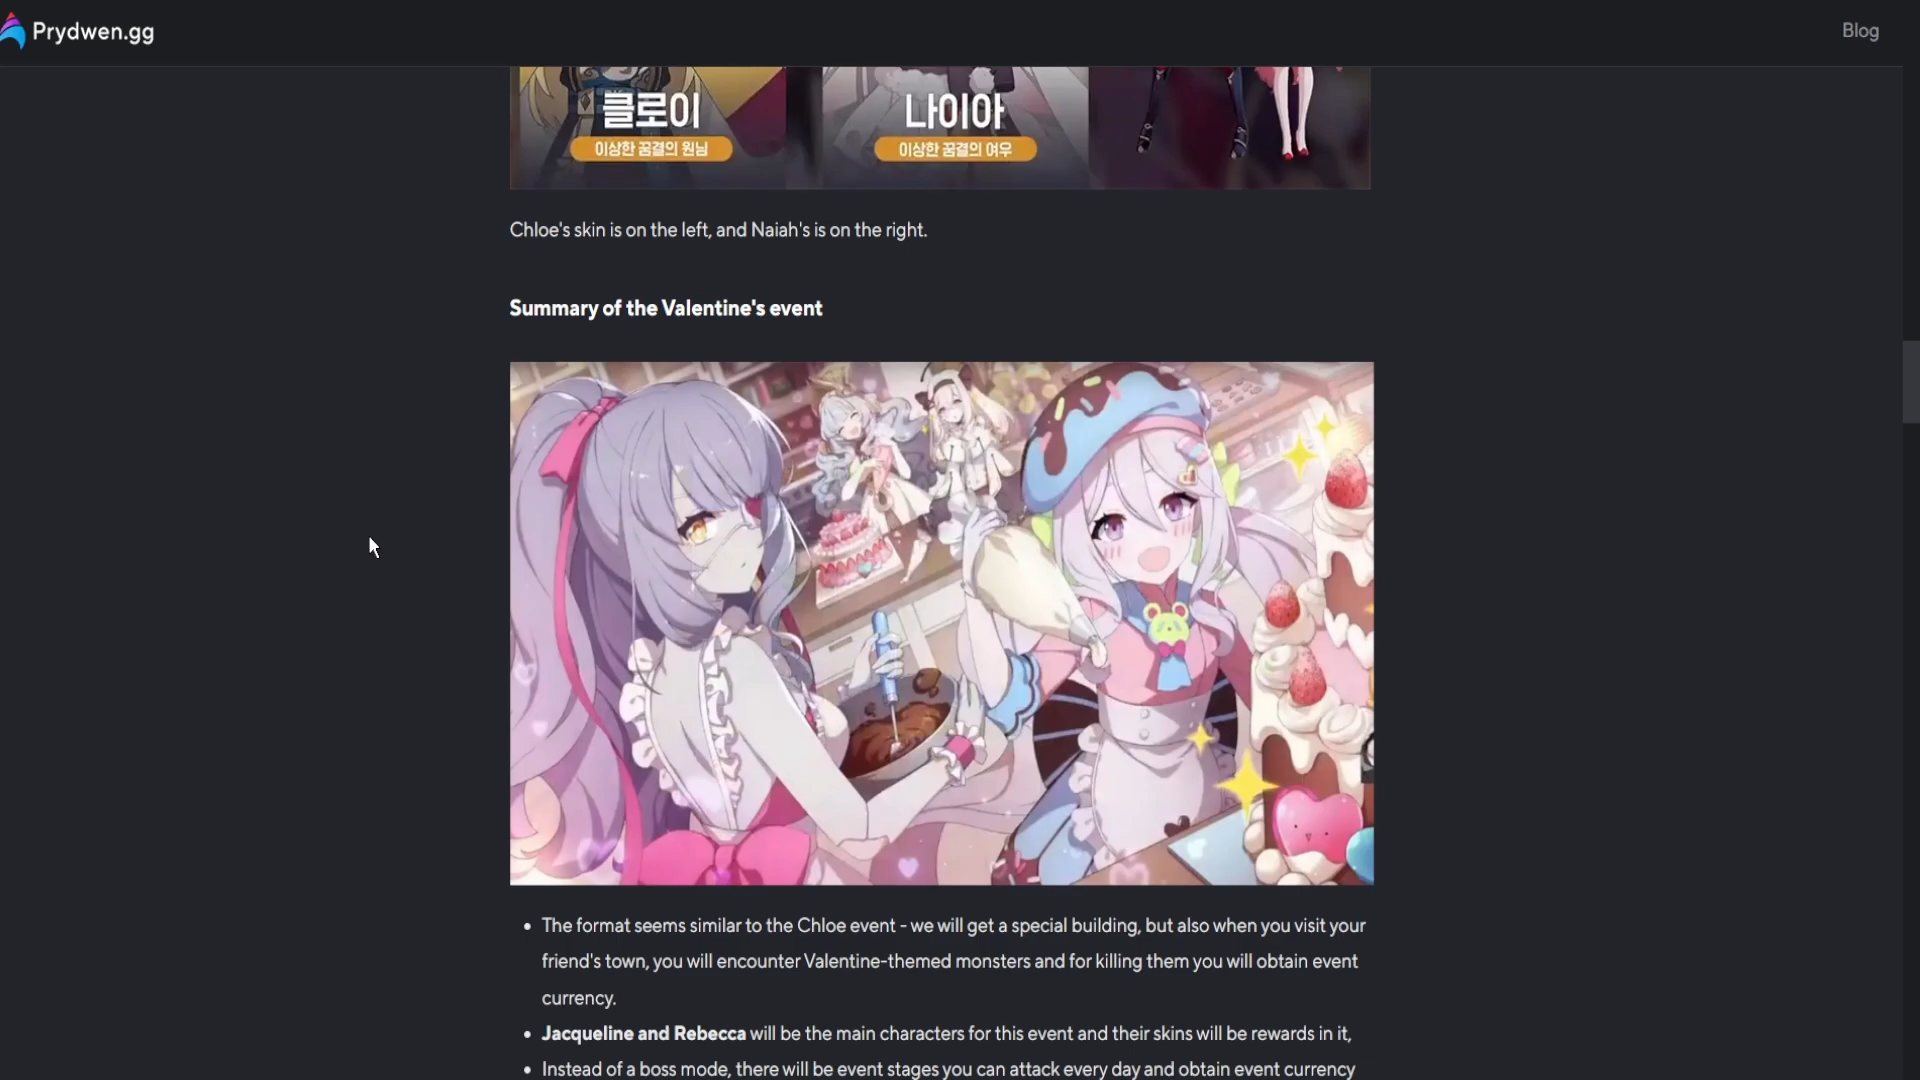 Prydwen.gg
Blog
클로이
나이아
이상한 꿈결의 원님
이상한 꿈결의 여우
Chloe's skin is on the left, and Naiah's is on the right.
Summary of the Valentine's event
• The format seems similar to the Chloe event - we will get a special building, but also when you visit your
friend's town, you will encounter Valentine-themed monsters and for killing them you will obtain event
currency.
• Jacqueline and Rebecca will be the main characters for this event and their skins will be rewards in it,
• Instead of a boss mode, there will be event stages you can attack every day and obtain event currency